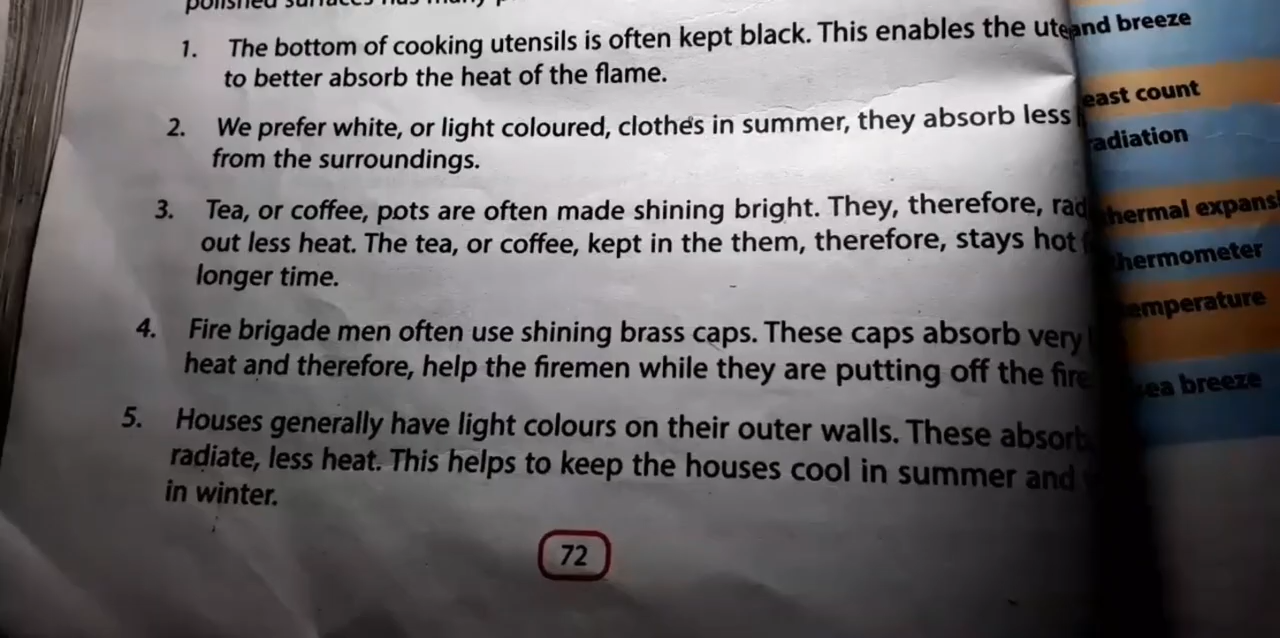 1. The bottom of cooking utensils is often kept black. This enables the
to better absorb the heat of the flame.
2. We prefer white, or light coloured, clothes in summer, they absorb less
from the surroundings.
3. Tea, or coffee, pots are often made shining bright. They, therefore,
out less heat. The tea, or coffee, kept in the them, therefore, stays hot
longer time.
4. Fire brigade men often use shining brass caps. These caps absorb very
heat and therefore, help the firemen while they are putting off the fire
5. Houses generally have light colours on their outer walls. These absorb
radiate, less heat. This helps to keep the houses cool in summer and
in winter.
72
and breeze
east count
adiation
hermal expans
hermometer
emperature
ea breeze